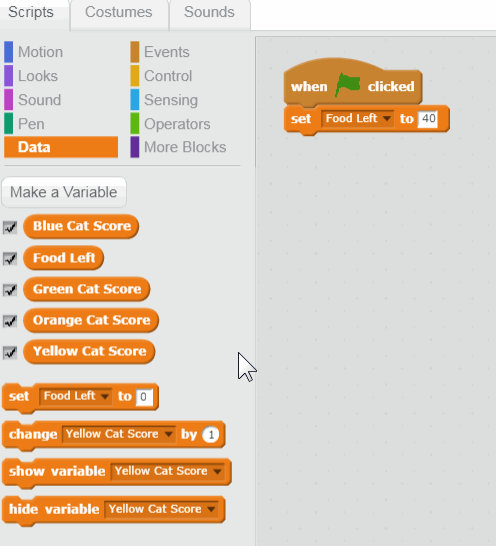 Scripts Costumes Sounds
Motion Events
Looks Control
Sound Sensing
Pen Operators
Data More Blocks
Make a Variable
Blue Cat Score
Food Left
Green Cat Score
Orange Cat Score
Yellow Cat Score
set Food Left to 0
change Yellow Cat Score by 1
show variable Yellow Cat Score
hide variable Yellow Cat Score
when clicked
set Food Left to 40